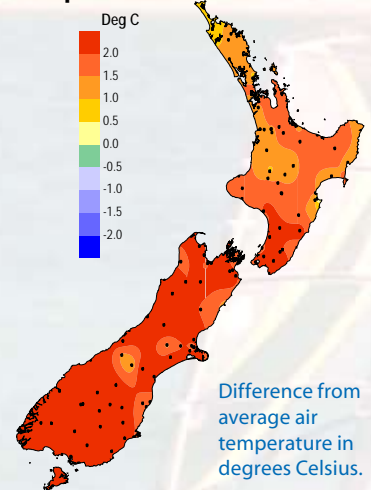 Deg C
2.0
1.5
1.0
0.5
0.0
-0.5
-1.0
-1.5
-2.0
Difference from
average air
temperature in
degrees Celsius.